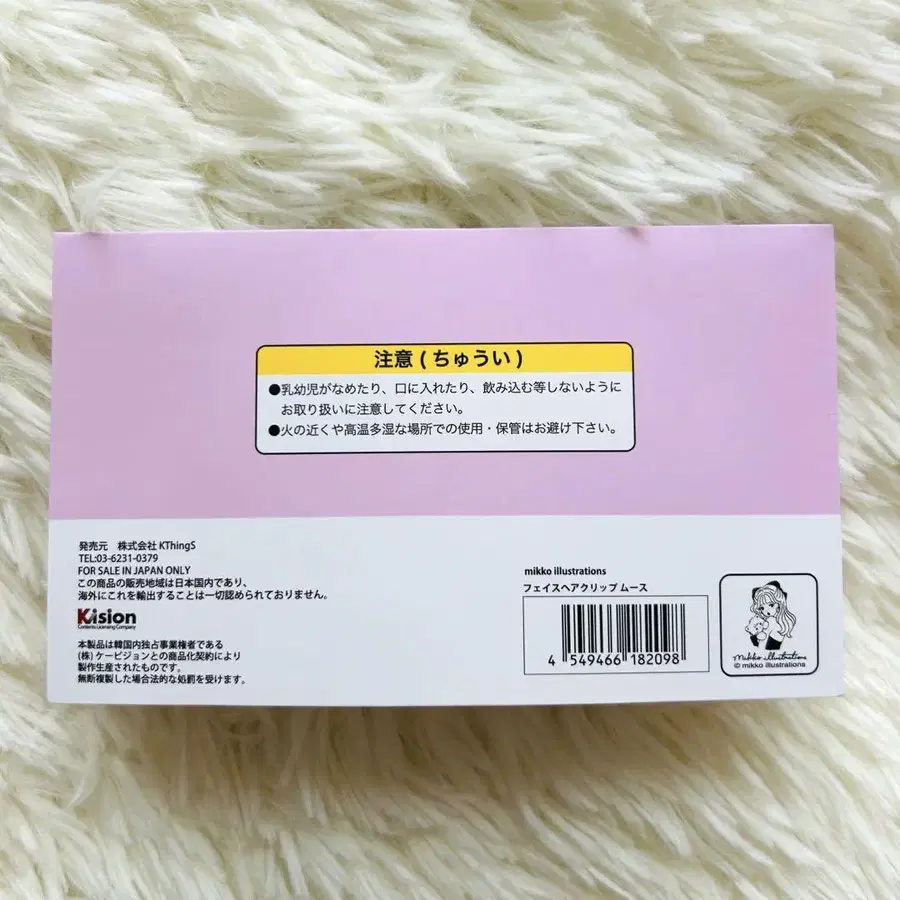 注意(ちゅうい)
●乳幼児がなめたり、口に入れたり、飲み込む等しないように
お取り扱いに注意してください。
●火の近くや高温多湿な場所での使用・保管はお避け下さい。
発売元 株式会社 KThingS
TEL:03-6231-0379
FOR SALE IN JAPAN ONLY
この商品の販売地域は日本国内であり、
海外にこれを輸出することは一切認められておりません。
Kision
Contents Licensing Company
本製品は韓国内独占事業権者である
(株) ケービジョンとの商品化契約により
製作生産されたものです。
無断複製した場合法的な処罰を受けます。
mikko illustrations
フェイスヘアクリップ ムース
4 549466 182098
Mikko illustrations
© mikko illustrations